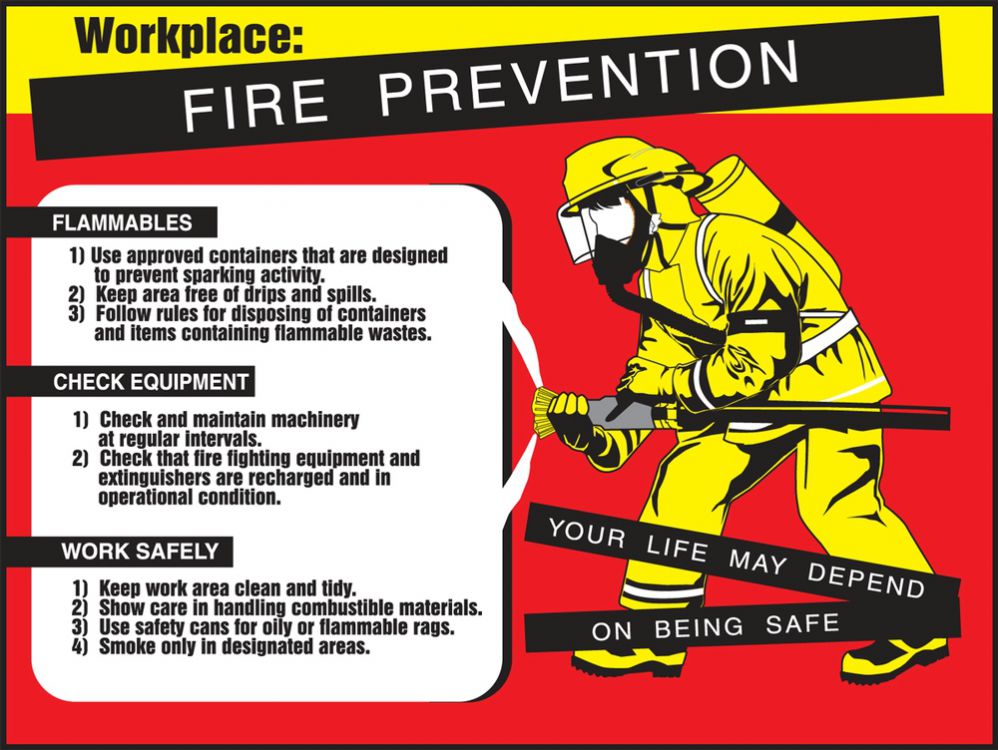 Workplace:
FIRE PREVENTION
FLAMMABLES
1) Use approved containers that are designed
to prevent sparking activity.
2) Keep area free of drips and spills.
3) Follow rules for disposing of containers
and items containing flammable wastes.
CHECK EQUIPMENT
1) Check and maintain machinery
at regular intervals.
2) Check that fire fighting equipment and
extinguishers are recharged and in
operational condition.
WORK SAFELY
1) Keep work area clean and tidy.
2) Show care in handling combustible materials.
3) Use safety cans for oily or flammable rags.
4) Smoke only in designated areas.
YOUR LIFE MAY DEPEND
ON BEING SAFE